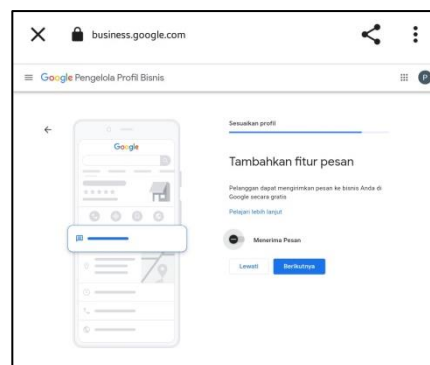 business.google.com
Google Pengelola Profil Bisnis
P
Sesuaikan profil
Google
Tambahkan fitur pesan
Pelanggan dapat mengirimkan pesan ke bisnis Anda di
Google secara gratis
Pelajari lebih lanjut
Menerima Pesan
Lewati
Berikutnya